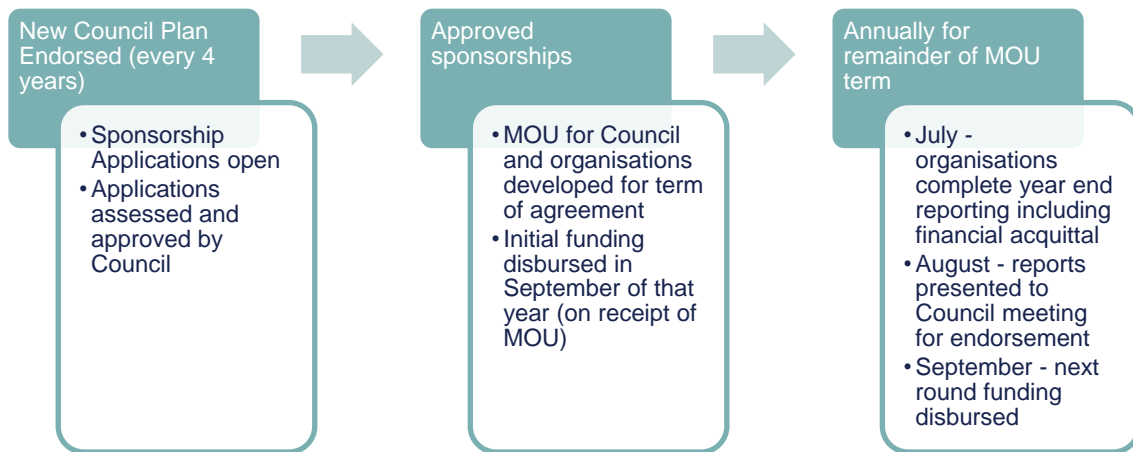 New Council Plan
Endorsed (every 4
years)
• Sponsorship
Applications open
• Applications
assessed and
approved by
Council
Approved
sponsorships
• MOU for Council
and organisations
developed for term
of agreement
• Initial funding
disbursed in
September of that
year (on receipt of
MOU)
Annually for
remainder of MOU
term
• July -
organisations
complete year end
reporting including
financial acquittal
• August - reports
presented to
Council meeting
for endorsement
• September - next
round funding
disbursed